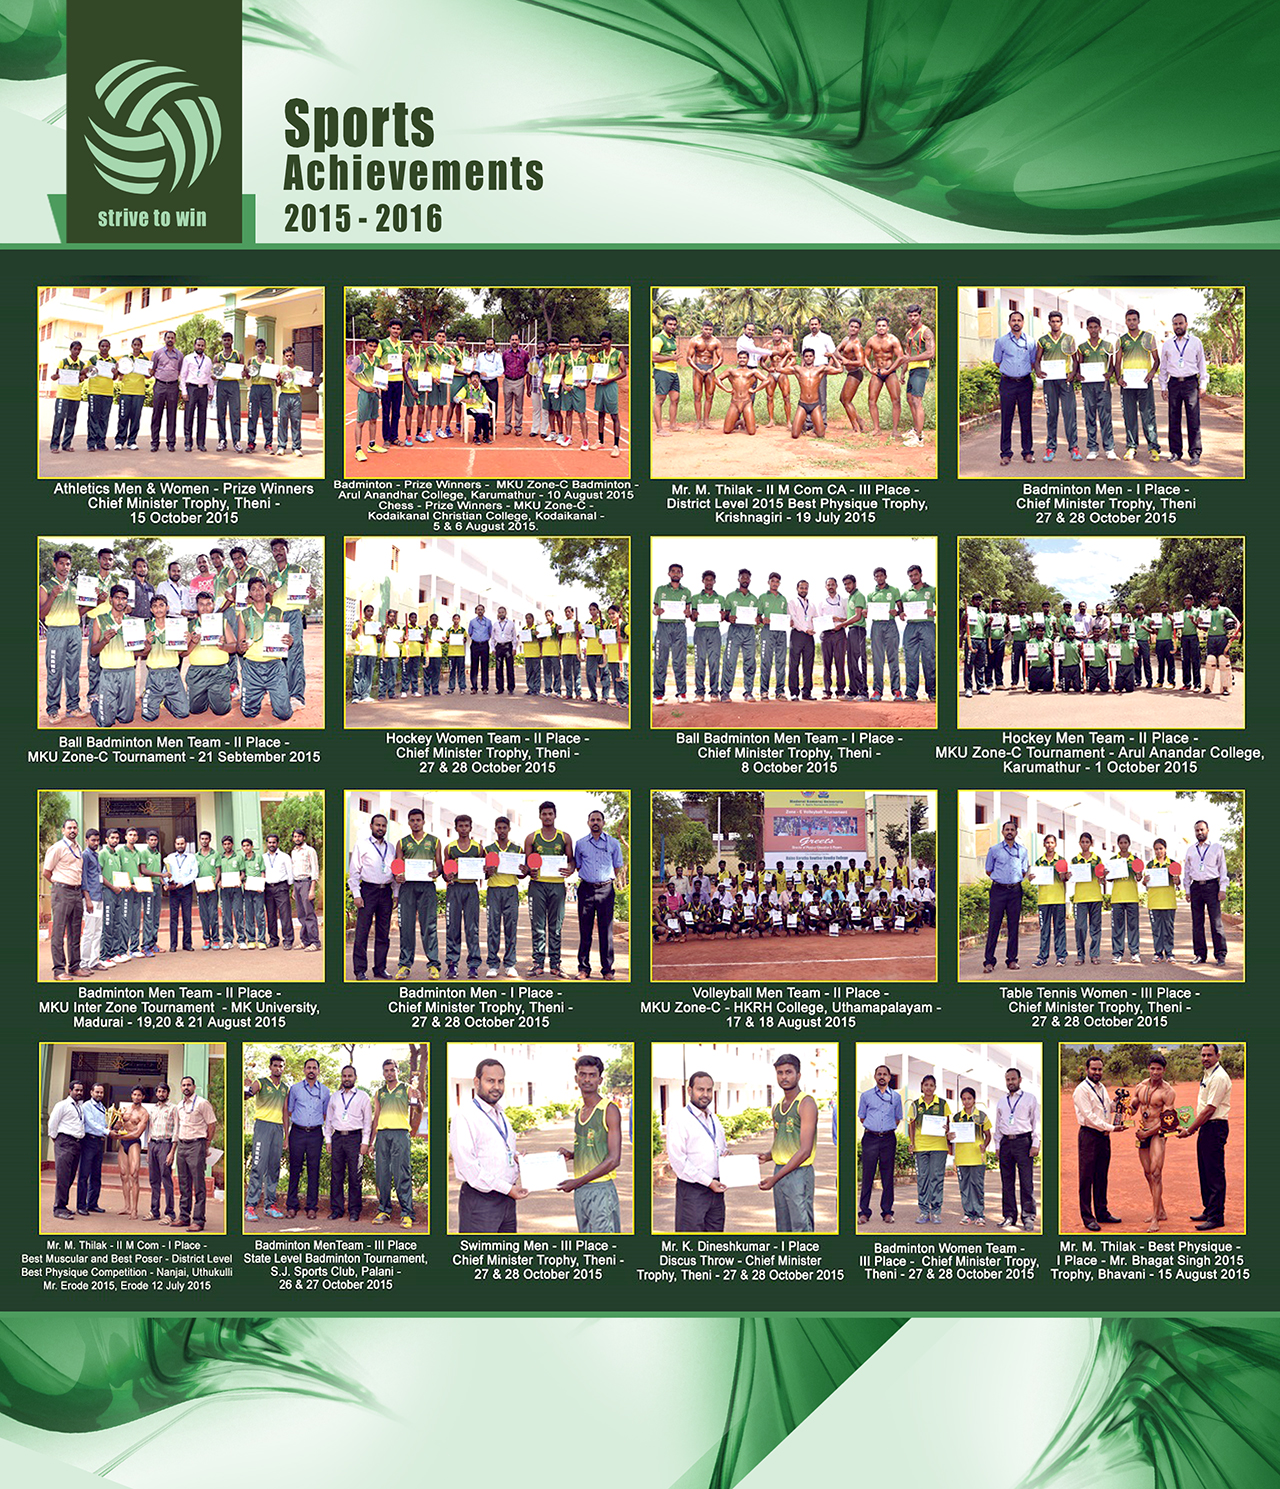 strive to win
Sports
Achievements
2015 - 2016
Athletics Men & Women - Prize Winners
Chief Minister Trophy, Theni -
15 October 2015
Badminton - Prize Winners - MKU Zone-C Badminton -
Arul Anandhar College, Karumathur - 10 August 2015
Chess - Prize Winners - MKU Zone-C -
Kodaikanal Christian College, Kodaikanal -
5 & 6 August 2015.
Mr. M. Thilak - II M Com CA - III Place -
District Level 2015 Best Physique Trophy,
Krishnagiri - 19 July 2015
Badminton Men - I Place -
Chief Minister Trophy, Theni
27 & 28 October 2015
Ball Badminton Men Team - II Place -
MKU Zone-C Tournament - 21 Sebtember 2015
Hockey Women Team - II Place -
Chief Minister Trophy, Theni -
27 & 28 October 2015
Ball Badminton Men Team - I Place -
Chief Minister Trophy, Theni -
8 October 2015
Hockey Men Team - II Place -
MKU Zone-C Tournament - Arul Anandar College,
Karumathur - 1 October 2015
Badminton Men Team - II Place -
MKU Inter Zone Tournament - MK University,
Madurai - 19,20 & 21 August 2015
Badminton Men - I Place -
Chief Minister Trophy, Theni -
27 & 28 October 2015
Zone - C Volleyball Tournament
Greets
Volleyball Men Team - II Place -
MKU Zone-C - HKRH College, Uthamapalayam -
17 & 18 August 2015
Table Tennis Women - III Place -
Chief Minister Trophy, Theni -
27 & 28 October 2015
Mr. M. Thilak - II M Com - I Place -
Best Muscular and Best Poser - District Level
Best Physique Competition - Nanjai, Uthukulli
Mr. Erode 2015, Erode 12 July 2015
Badminton MenTeam - III Place
State Level Badminton Tournament,
S.J. Sports Club, Palani -
26 & 27 October 2015
Swimming Men - III Place -
Chief Minister Trophy, Theni -
27 & 28 October 2015
Mr. K. Dineshkumar - I Place
Discus Throw - Chief Minister
Trophy, Theni - 27 & 28 October 2015
Badminton Women Team -
III Place - Chief Minister Tropy,
Theni - 27 & 28 October 2015
Mr. M. Thilak - Best Physique -
I Place - Mr. Bhagat Singh 2015
Trophy, Bhavani - 15 August 2015